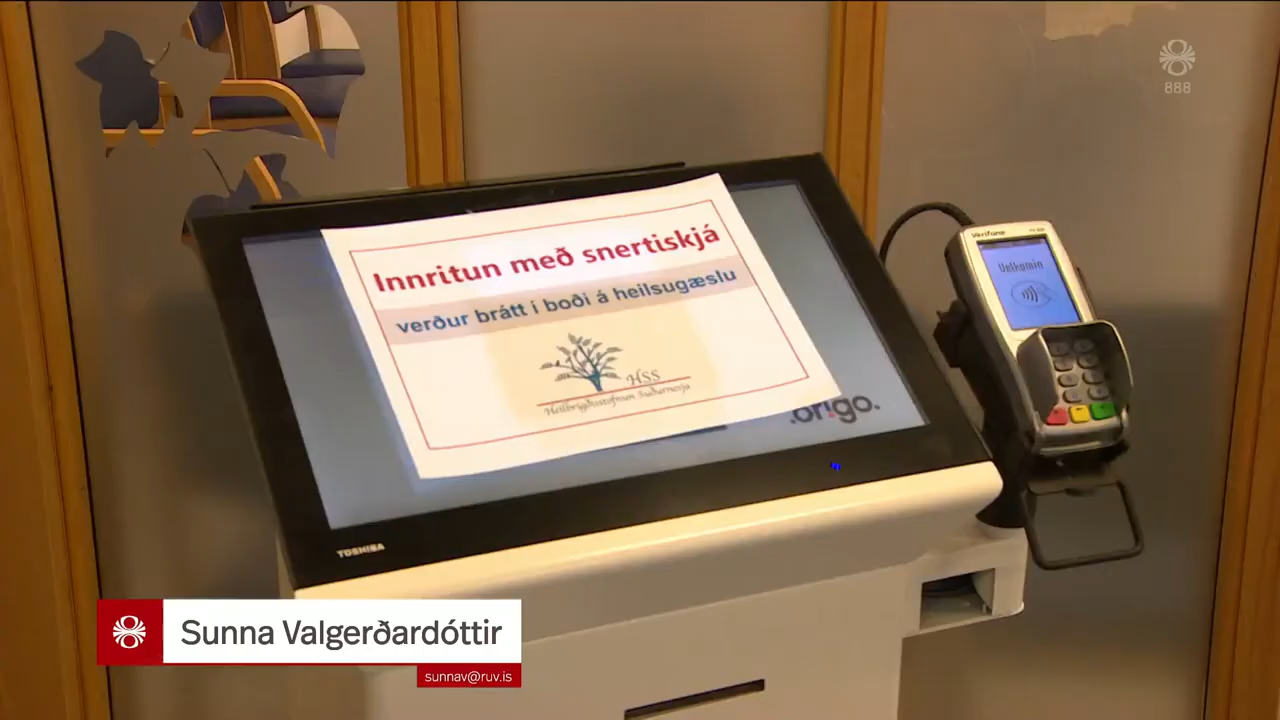 888
Innritun með snertiskjá
verður brátt í boði á heilsugæslu
HSS
Heilbrigðisstofnun Suðurnesja
.origo.
TOSHIBA
Verifone
Velkomin
Sunna Valgerðardóttir
sunnav@ruv.is